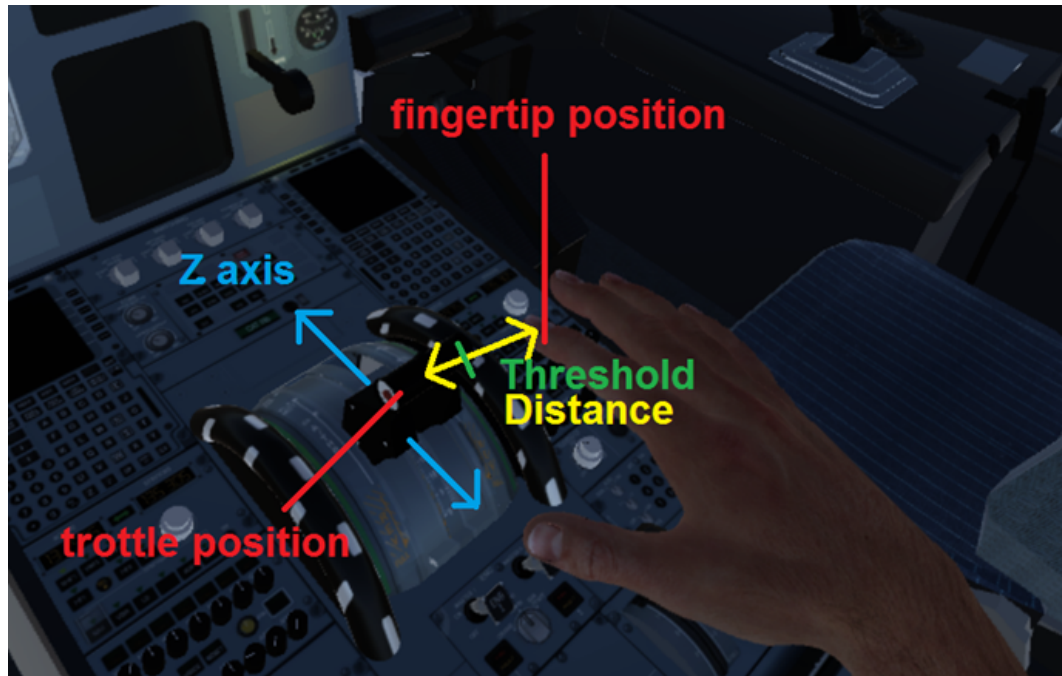 fingertip position
Z axis
Threshold
Distance
trottle position